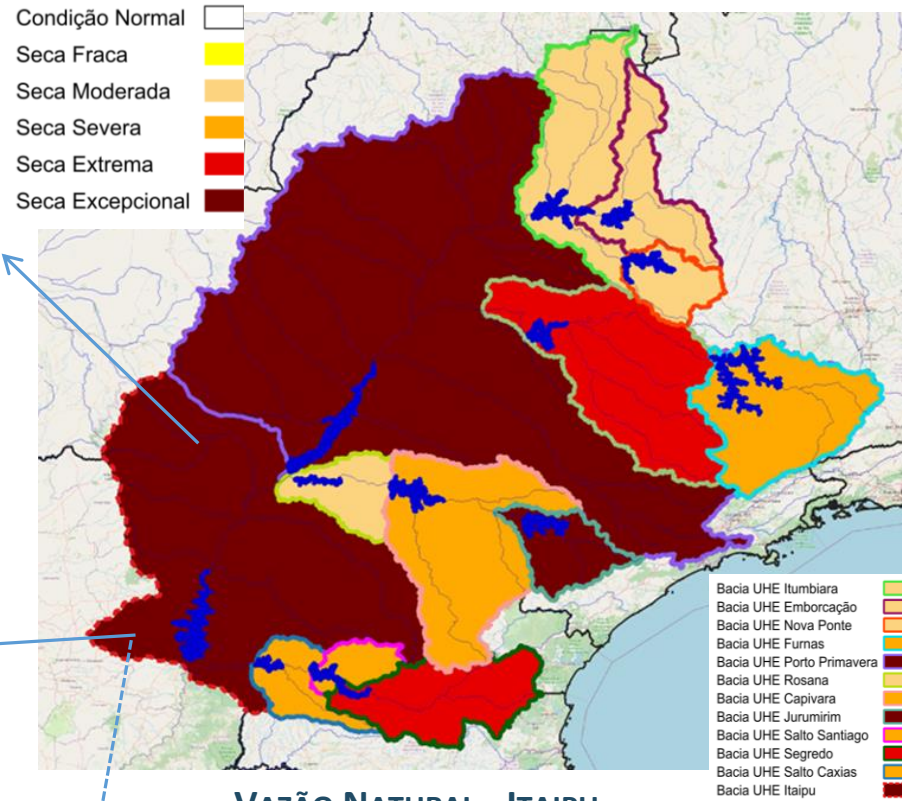 Condição Normal
Seca Fraca
Seca Moderada
Seca Severa
Seca Extrema
Seca Excepcional
Bacia UHE Itumbiara
Bacia UHE Emborcação
Bacia UHE Nova Ponte
Bacia UHE Furnas
Bacia UHE Porto Primavera
Bacia UHE Rosana
Bacia UHE Capivara
Bacia UHE Jurumirim
Bacia UHE Salto Santiago
Bacia UHE Segredo
Bacia UHE Salto Caxias
Bacia UHE Itaipu